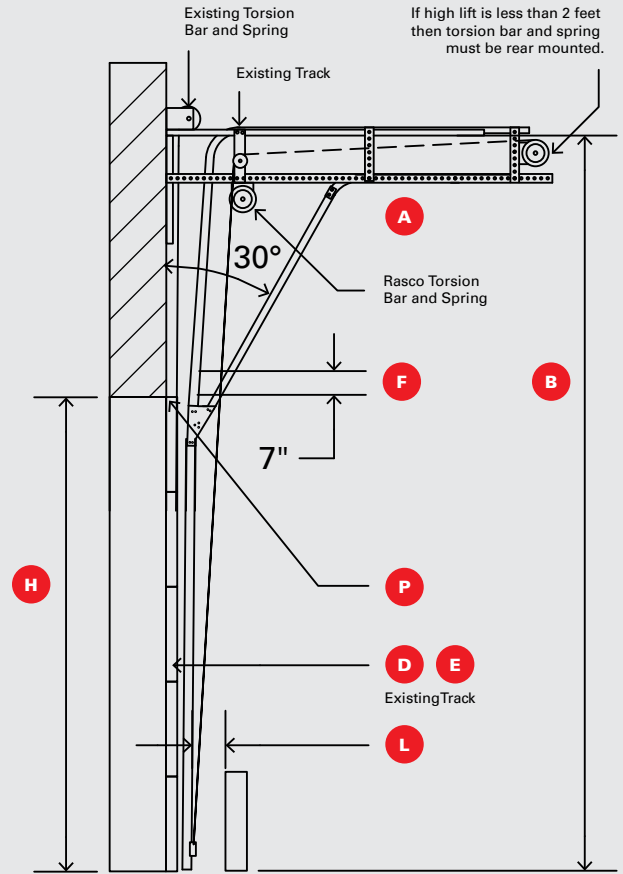 Existing Torsion
Bar and Spring
If high lift is less than 2 feet
then torsion bar and spring
must be rear mounted.
Existing Track
A
30°
Rasco Torsion
Bar and Spring
F
B
7"
H
P
D E
ExistingTrack
L